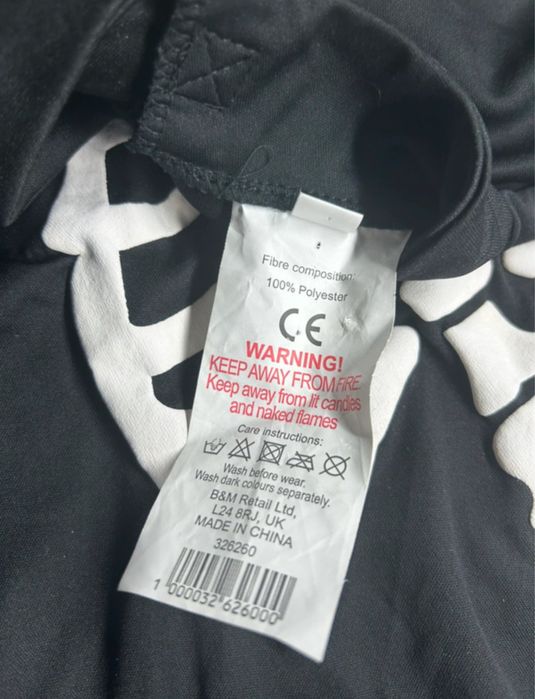 Fibre composition:
100% Polyester
CE
WARNING!
KEEP AWAY FROM FIRE
Keep away from lit candles
and naked flames
Care instructions:
Wash before wear.
Wash dark colours separately.
B&M Retail Ltd,
L24 8RJ, UK
MADE IN CHINA
326260
1 000032 626000